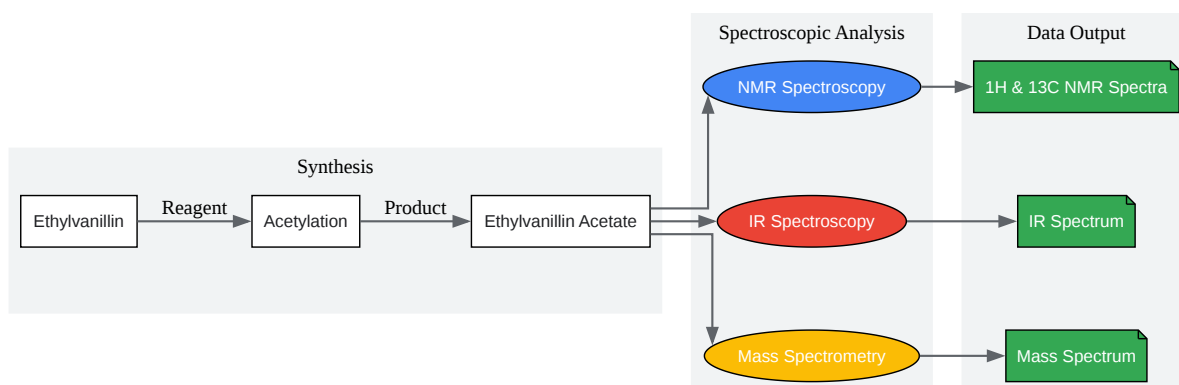 Spectroscopic Analysis
Data Output
NMR Spectroscopy
1H & 13C NMR Spectra
Synthesis
Ethylvanillin
Reagent
Acetylation
Product
Ethylvanillin Acetate
IR Spectroscopy
IR Spectrum
Mass Spectrometry
Mass Spectrum